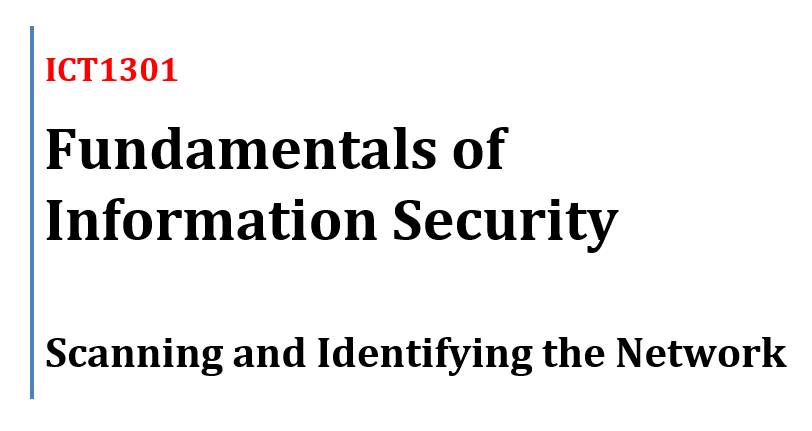 ICT1301
Fundamentals of
Information Security
Scanning and Identifying the Network